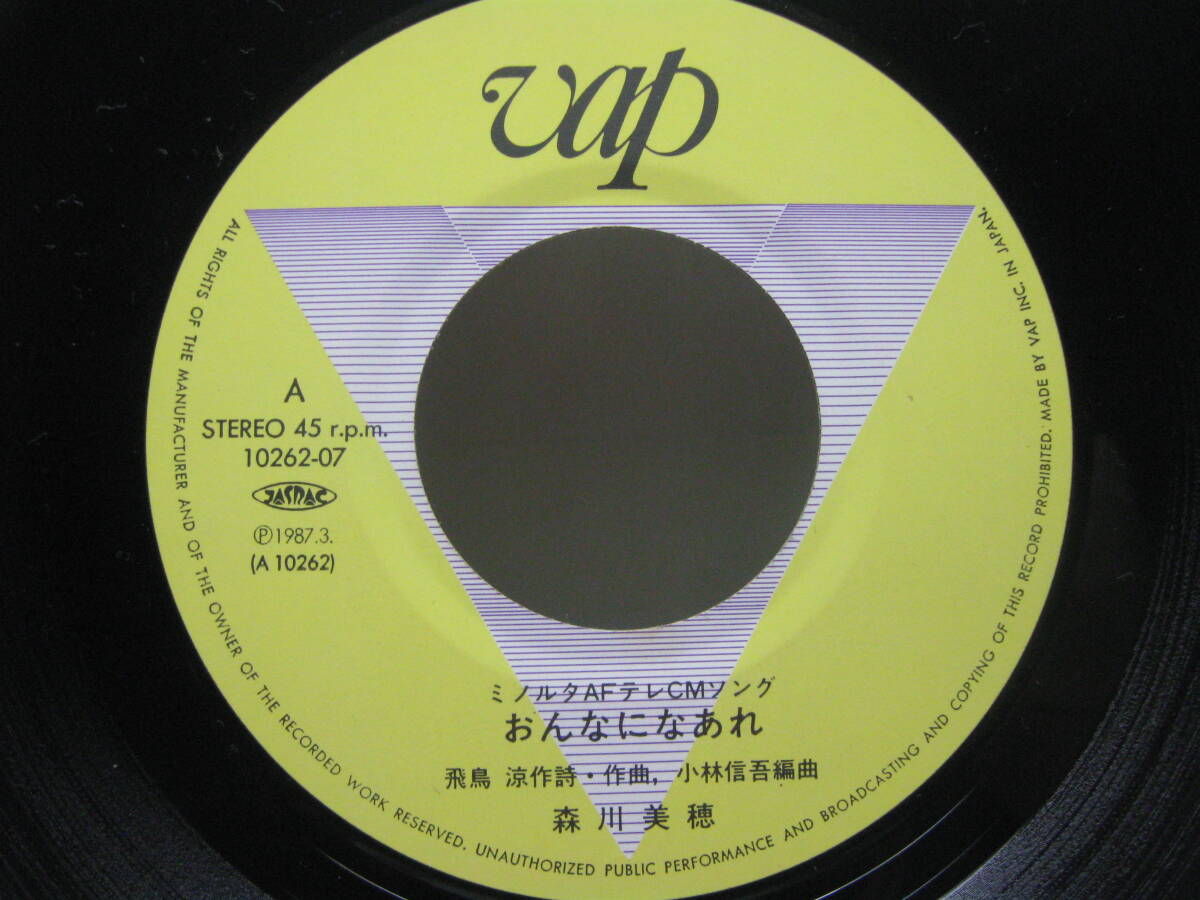 vap
A
STEREO 45 r.p.m.
10262-07
JASRAC
Ⓟ1987.3.
(A 10262)
ミノルタAFテレCMソング
おんなになあれ
飛鳥 涼作詩・作曲, 小林信吾編曲
森川美穂
ALL RIGHTS OF THE MANUFACTURER AND OF THE OWNER OF THE RECORDED WORK RESERVED. UNAUTHORIZED PUBLIC PERFORMANCE AND BROADCASTING AND COPYING OF THIS RECORD PROHIBITED. MADE BY VAP INC. IN JAPAN.